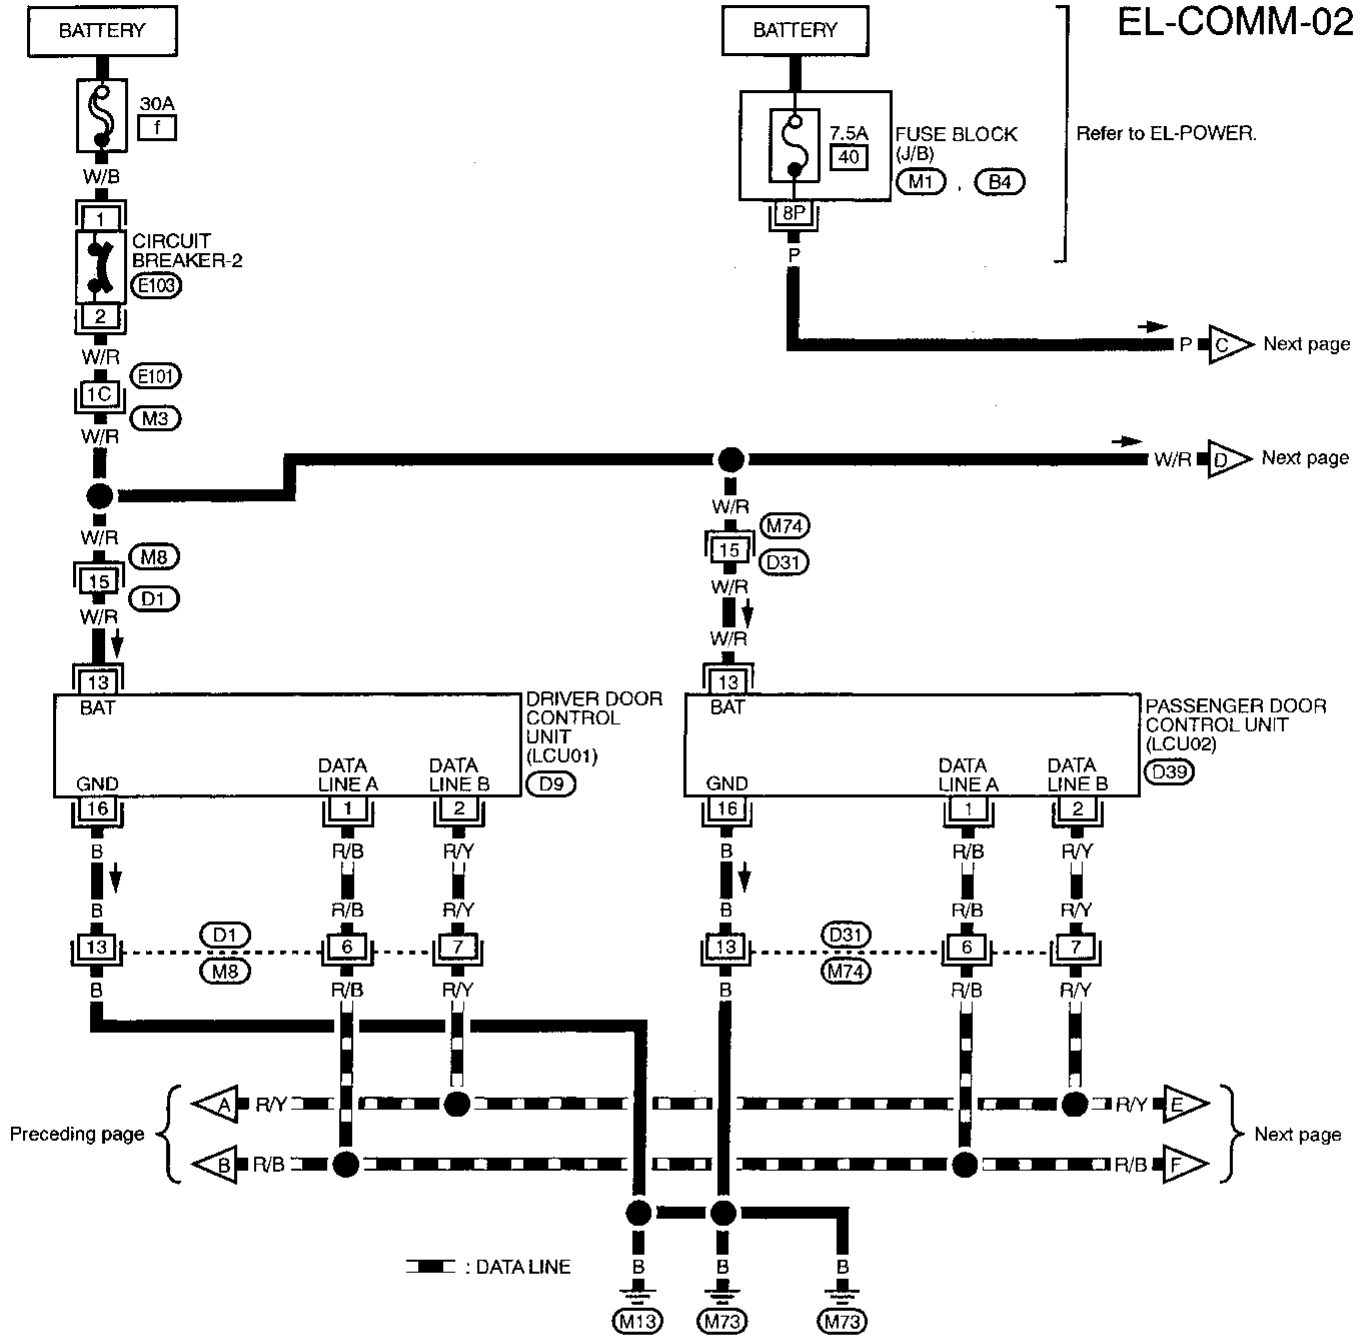 EL-COMM-02
BATTERY
BATTERY
30A
f
7.5A
40
FUSE BLOCK
(J/B)
M1 , B4
Refer to EL-POWER.
W/B
1
8P
P
CIRCUIT
BREAKER-2
E103
2
W/R
P C Next page
1C
E101
M3
W/R
W/R D Next page
W/R
M8
15
D1
W/R
W/R
M74
15
D31
W/R
W/R
13
BAT
13
BAT
DRIVER DOOR
CONTROL
UNIT
(LCU01)
D9
PASSENGER DOOR
CONTROL UNIT
(LCU02)
D39
GND
DATA
LINE A
DATA
LINE B
GND
DATA
LINE A
DATA
LINE B
16 1 2 16 1 2
B R/B R/Y B R/B R/Y
B R/B R/Y B R/B R/Y
D1 D31
13 6 7 13 6 7
M8 M74
B R/B R/Y B R/B R/Y
A R/Y R/Y E
Preceding page Next page
B R/B R/B F
: DATA LINE
B B B
M13 M73 M73